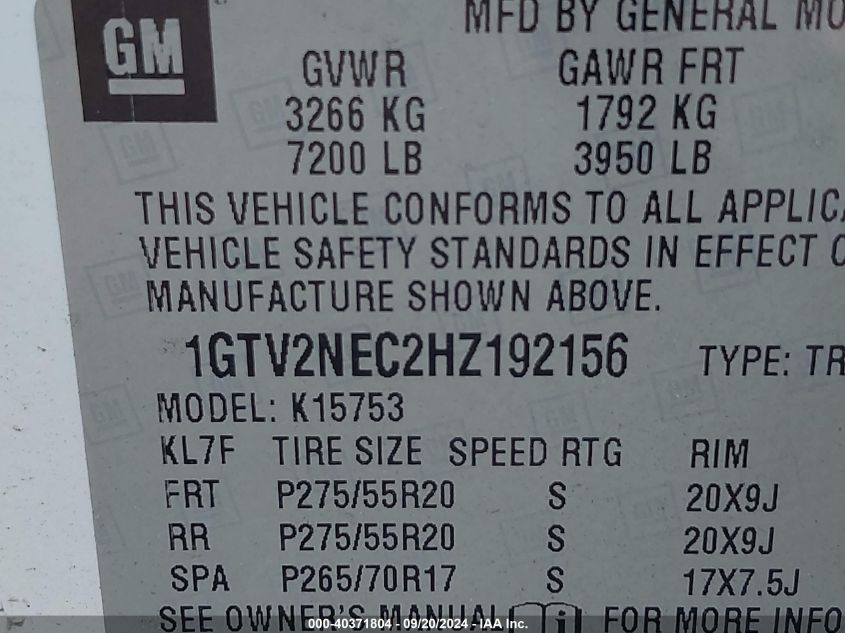 GM
MFD BY GENERAL MO
GVWR GAWR FRT
3266 KG 1792 KG
7200 LB 3950 LB
THIS VEHICLE CONFORMS TO ALL APPLICA
VEHICLE SAFETY STANDARDS IN EFFECT O
MANUFACTURE SHOWN ABOVE.
1GTV2NEC2HZ192156 TYPE: TR
MODEL: K15753
KL7F TIRE SIZE SPEED RTG RIM
FRT P275/55R20 S 20X9J
RR P275/55R20 S 20X9J
SPA P265/70R17 S 17X7.5J
SEE OWNER'S MANUAL i FOR MORE INFO
000-40371804 - 09/20/2024 - IAA Inc.